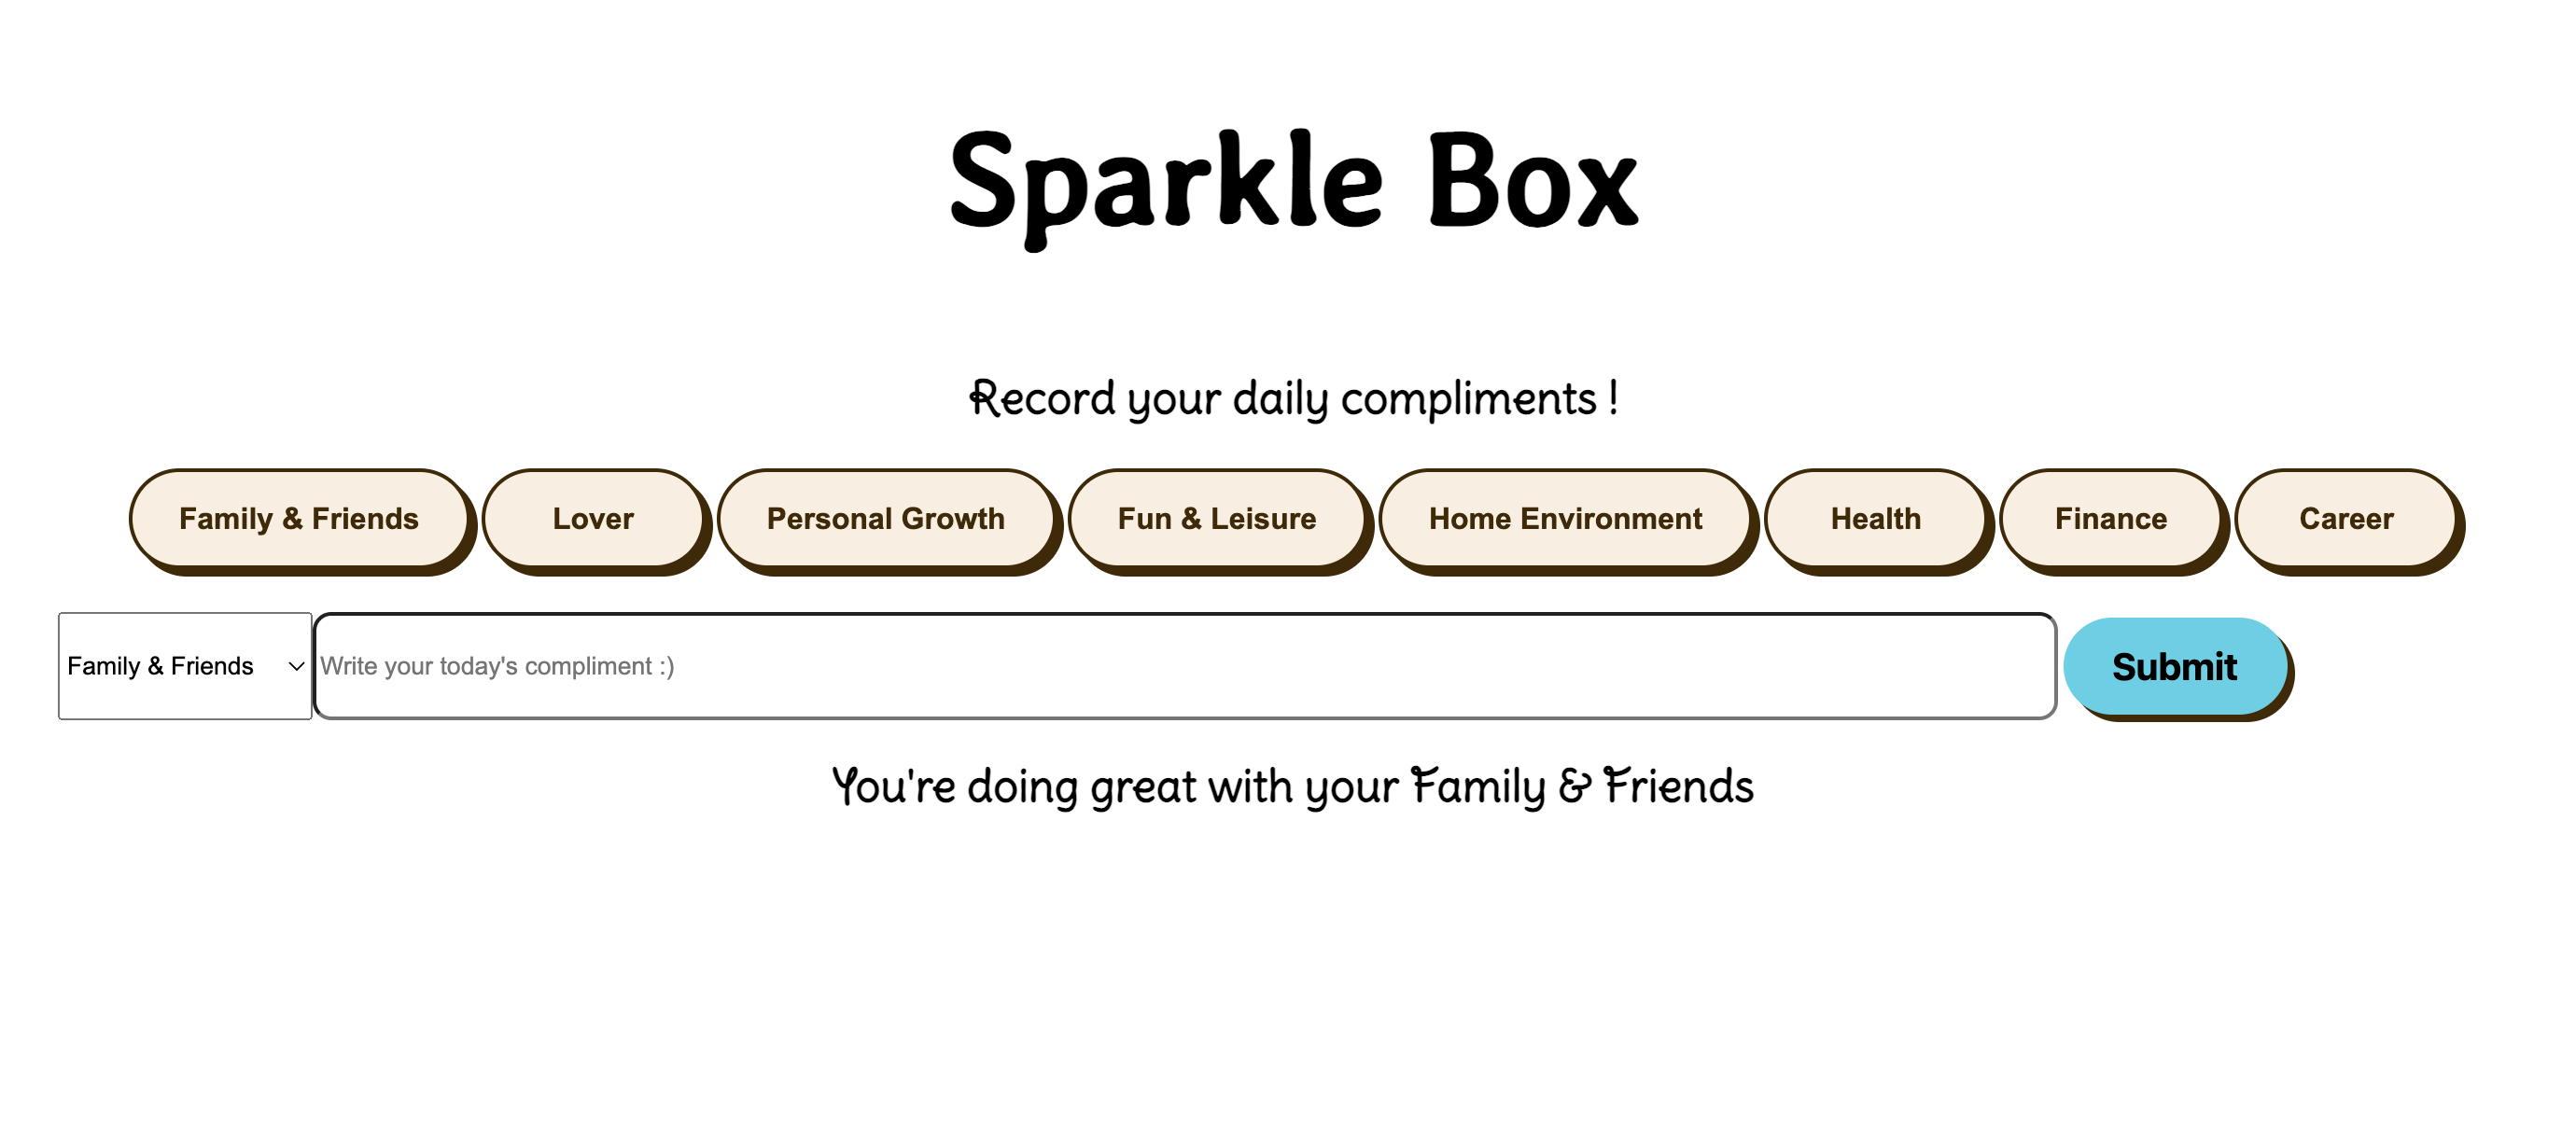 Sparkle Box
Record your daily compliments !
Family & Friends Lover Personal Growth Fun & Leisure Home Environment Health Finance Career
Family & Friends Write your today's compliment :) Submit
You're doing great with your Family & Friends